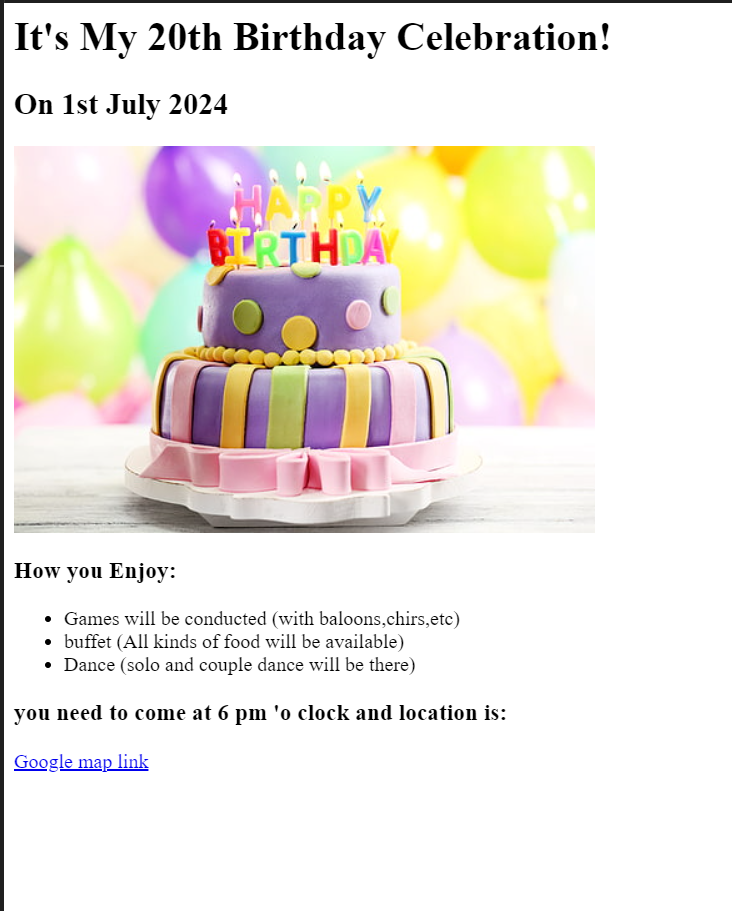 It's My 20th Birthday Celebration!
On 1st July 2024
HAPPY
BIRTHDAY
How you Enjoy:
Games will be conducted (with baloons,chirs,etc)
buffet (All kinds of food will be available)
Dance (solo and couple dance will be there)
you need to come at 6 pm 'o clock and location is:
Google map link